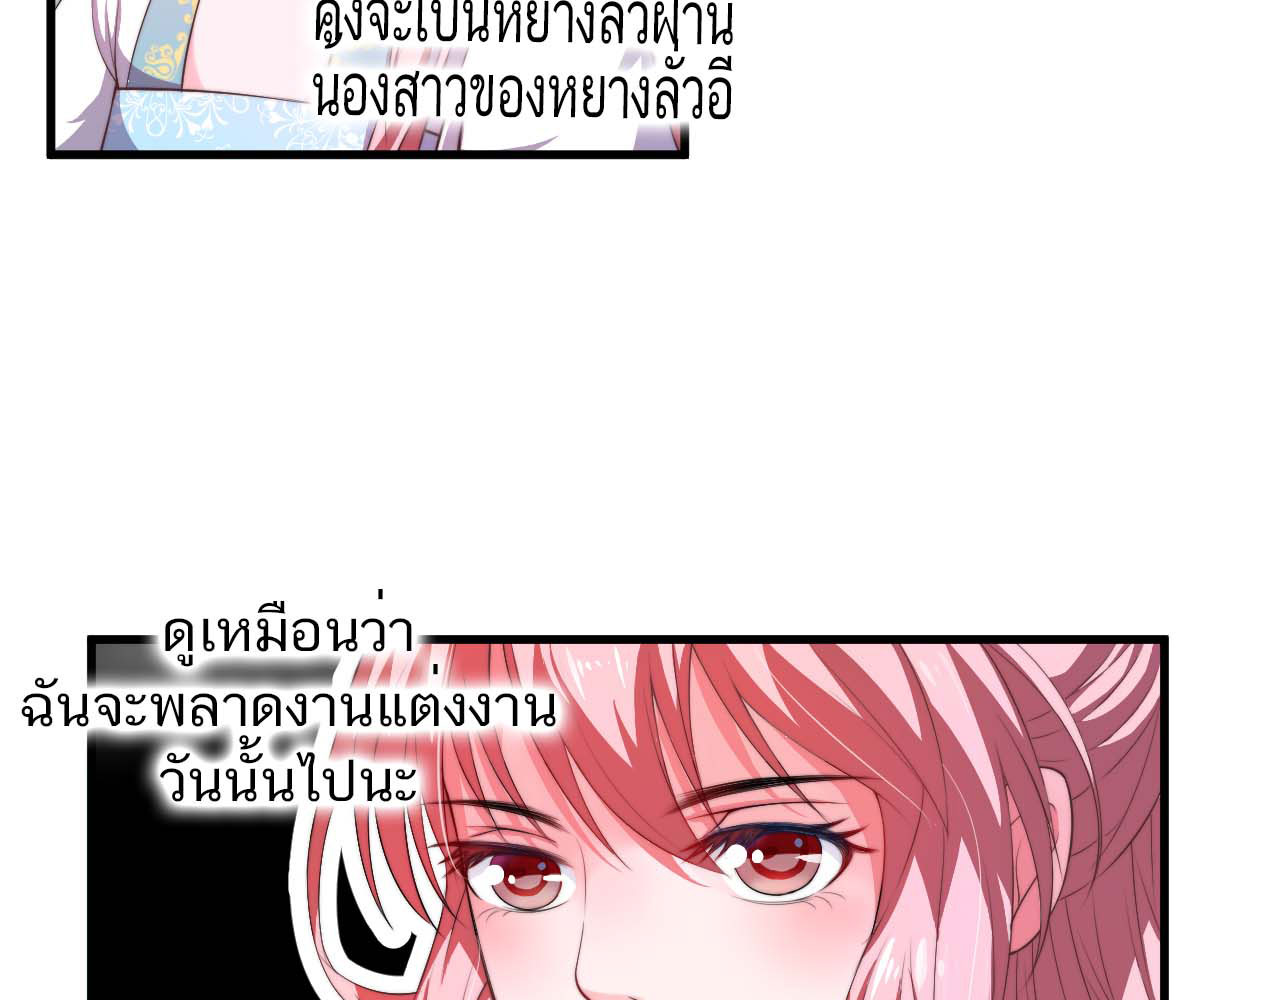 คงจะเป็นหยางลั่วผ่าน
น้องสาวของหยางลั่วอี
ดูเหมือนว่า
ฉันจะพลาดงานแต่งงาน
วันนั้นไปนะ